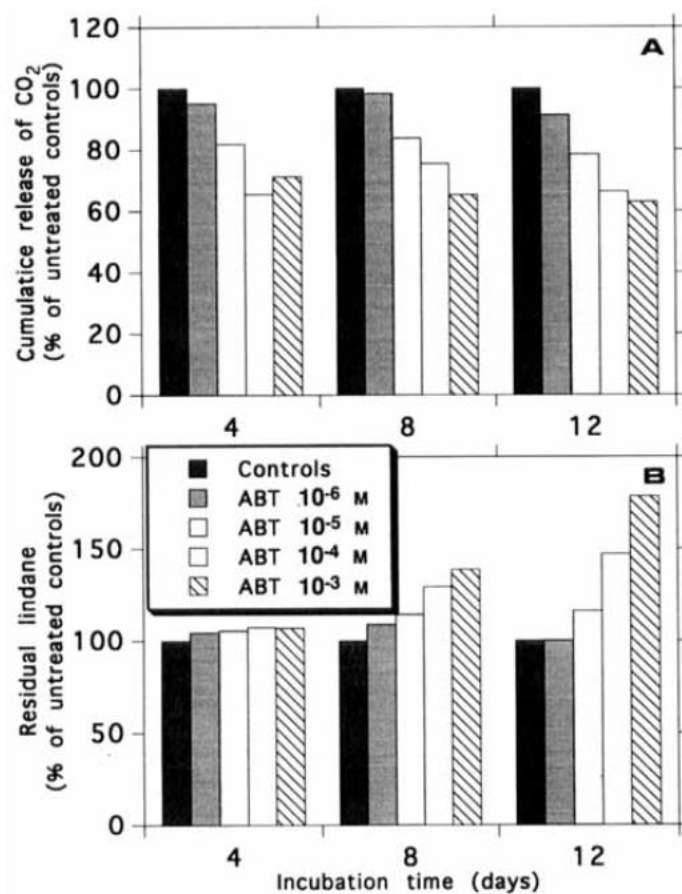 A
Cumulatice release of CO₂
(% of untreated controls)
120
100
80
60
40
20
0
4 8 12
B
Residual lindane
(% of untreated controls)
200
150
100
50
0
Controls
ABT 10⁻⁶ M
ABT 10⁻⁵ M
ABT 10⁻⁴ M
ABT 10⁻³ M
4 8 12
Incubation time (days)